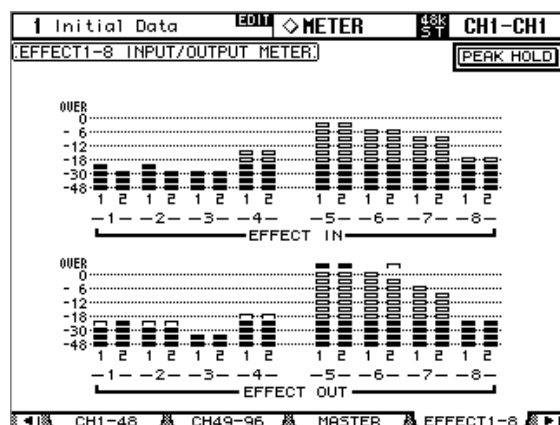 1 Initial Data EDIT ◇METER 48K ST CH1-CH1
EFFECT1-8 INPUT/OUTPUT METER
PEAK HOLD
OVER
0
- 6
-12
-18
-30
-48
1 2 1 2 1 2 1 2 1 2 1 2 1 2 1 2
-1- -2- -3- -4- -5- -6- -7- -8-
EFFECT IN
OVER
0
- 6
-12
-18
-30
-48
1 2 1 2 1 2 1 2 1 2 1 2 1 2 1 2
-1- -2- -3- -4- -5- -6- -7- -8-
EFFECT OUT
CH1-48 CH49-96 MASTER EFFECT1-8